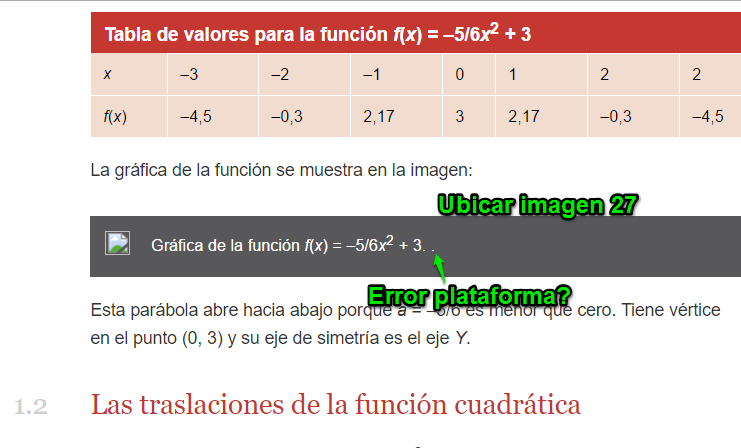 Tabla de valores para la función f(x) = –5/6x² + 3
x –3 –2 –1 0 1 2 2
f(x) –4,5 –0,3 2,17 3 2,17 –0,3 –4,5
La gráfica de la función se muestra en la imagen:
Ubicar imagen 27
Gráfica de la función f(x) = –5/6x² + 3. .
Error plataforma?
Esta parábola abre hacia abajo porque a = –5/6 es menor que cero. Tiene vértice
en el punto (0, 3) y su eje de simetría es el eje Y.
1.2 Las traslaciones de la función cuadrática